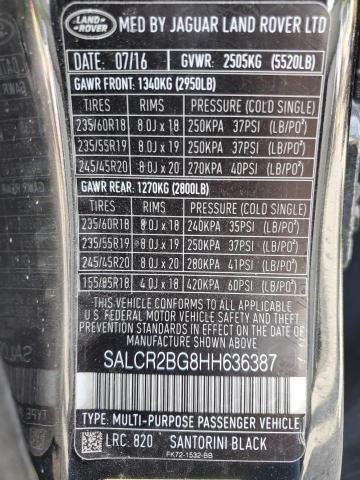 LAND-ROVER MFD BY JAGUAR LAND ROVER LTD
DATE: 07/16 GVWR: 2505KG (5520LB)
GAWR FRONT: 1340KG (2950LB)
TIRES RIMS PRESSURE (COLD SINGLE)
235/60R18 8.0J x 18 250KPA 37PSI (LB/PO²)
235/55R19 8.0J x 19 250KPA 37PSI (LB/PO²)
245/45R20 8.0J x 20 270KPA 40PSI (LB/PO²)
GAWR REAR: 1270KG (2800LB)
TIRES RIMS PRESSURE (COLD SINGLE)
235/60R18 8.0J x 18 240KPA 35PSI (LB/PO²)
235/55R19 8.0J x 19 250KPA 37PSI (LB/PO²)
245/45R20 8.0J x 20 280KPA 41PSI (LB/PO²)
155/85R18 4.0J x 18 420KPA 60PSI (LB/PO²)
THIS VEHICLE CONFORMS TO ALL APPLICABLE
U.S. FEDERAL MOTOR VEHICLE SAFETY STANDARDS IN EFFECT
FROM THE DATE OF MANUFACTURE SHOWN ABOVE
SALCR2BG8HH636387
TYPE: MULTI-PURPOSE PASSENGER VEHICLE
LRC: 820 SANTORINI BLACK
FK72-1532-BB